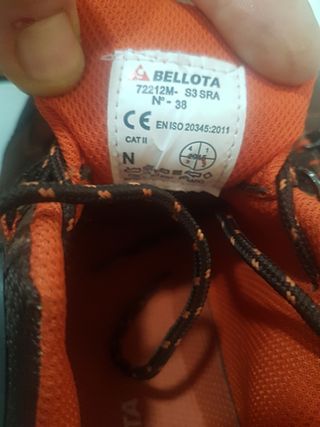 BELLOTA
72212M- S3 SRA
Nº - 38
CE EN ISO 20345:2011
CAT II
N